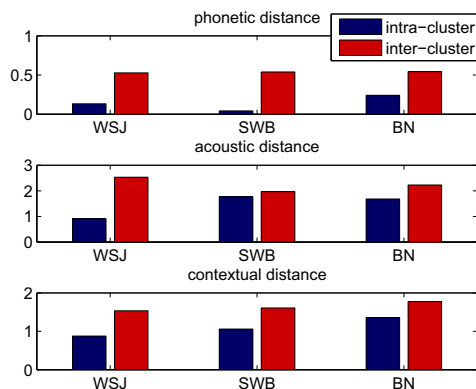 phonetic distance
1
0.5
0
WSJ SWB BN
intra-cluster
inter-cluster
acoustic distance
3
2
1
0
WSJ SWB BN
contextual distance
2
1
0
WSJ SWB BN